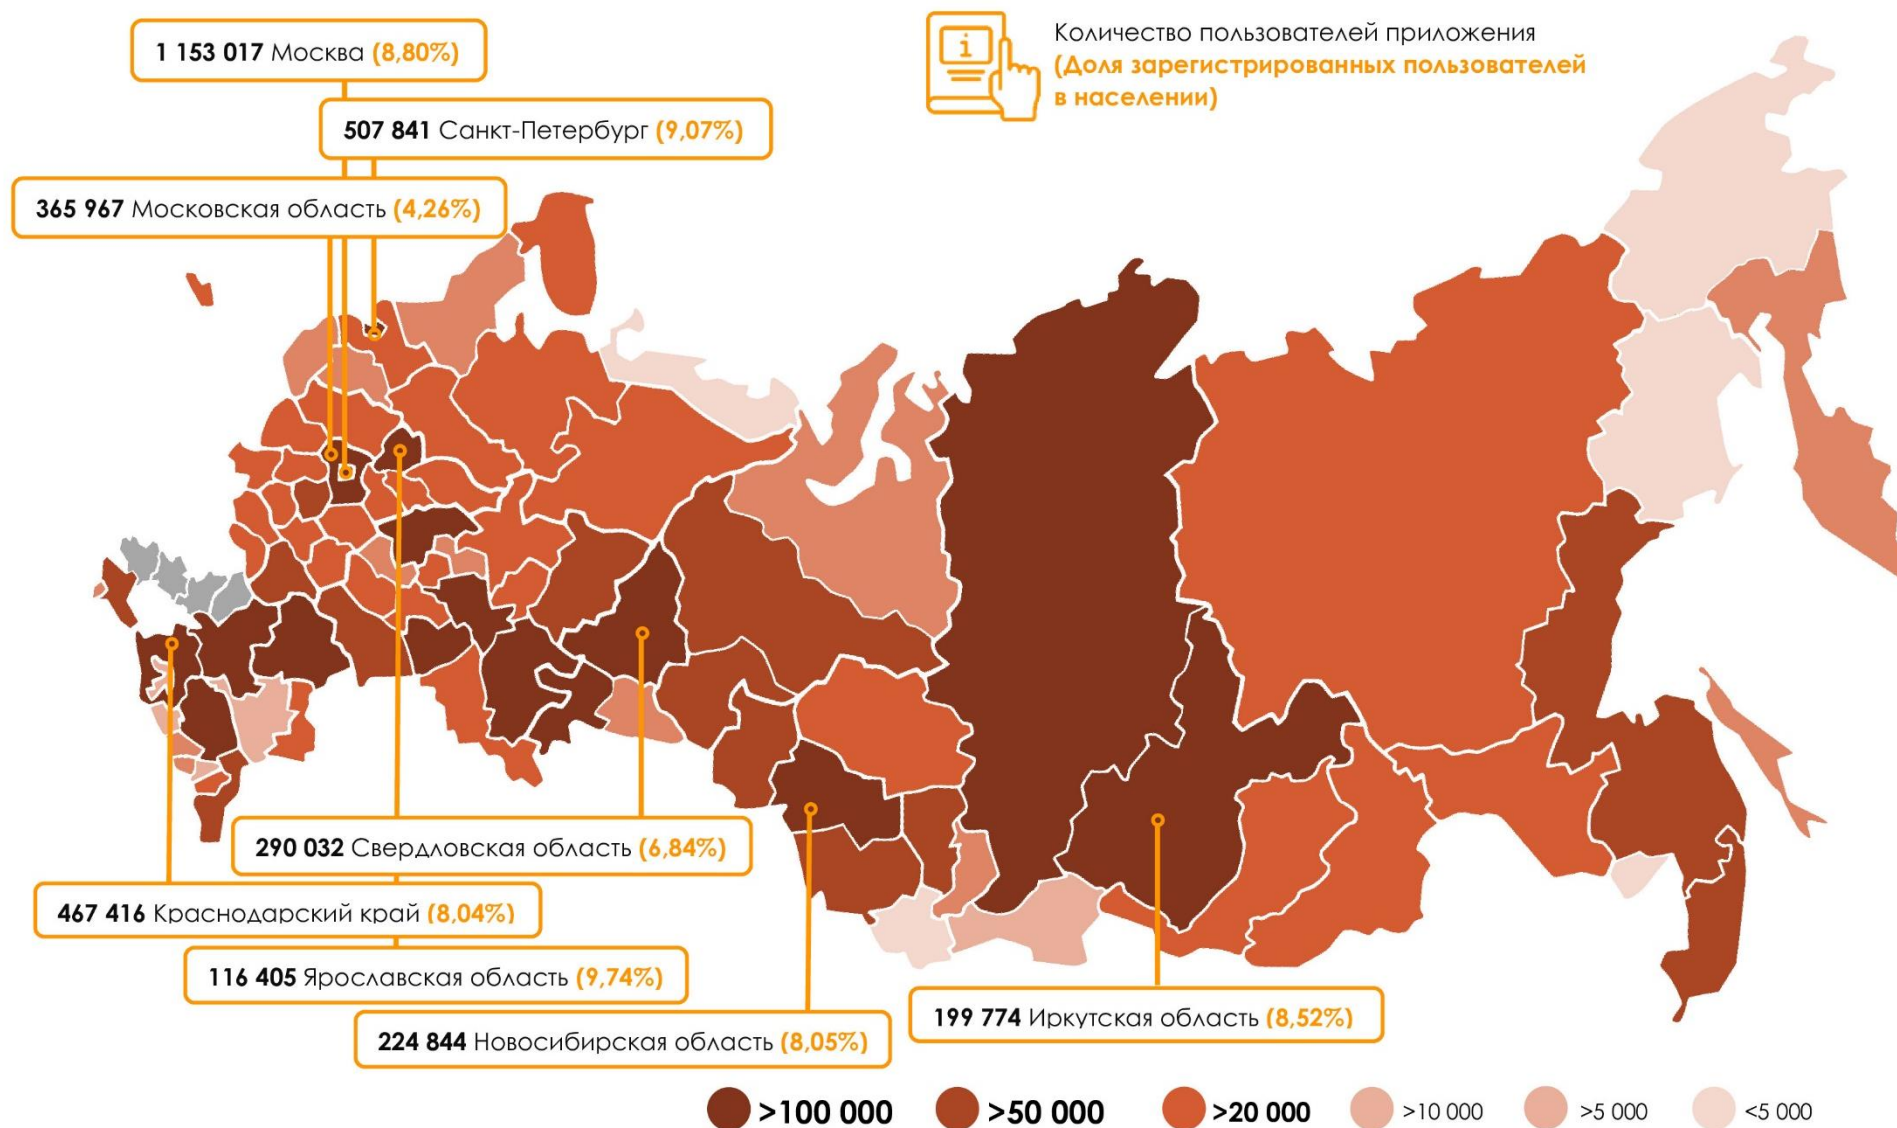 1 153 017 Москва (8,80%)
Количество пользователей приложения
(Доля зарегистрированных пользователей
в населении)
507 841 Санкт-Петербург (9,07%)
365 967 Московская область (4,26%)
290 032 Свердловская область (6,84%)
467 416 Краснодарский край (8,04%)
116 405 Ярославская область (9,74%)
224 844 Новосибирская область (8,05%)
199 774 Иркутская область (8,52%)
>100 000 >50 000 >20 000 >10 000 >5 000 <5 000